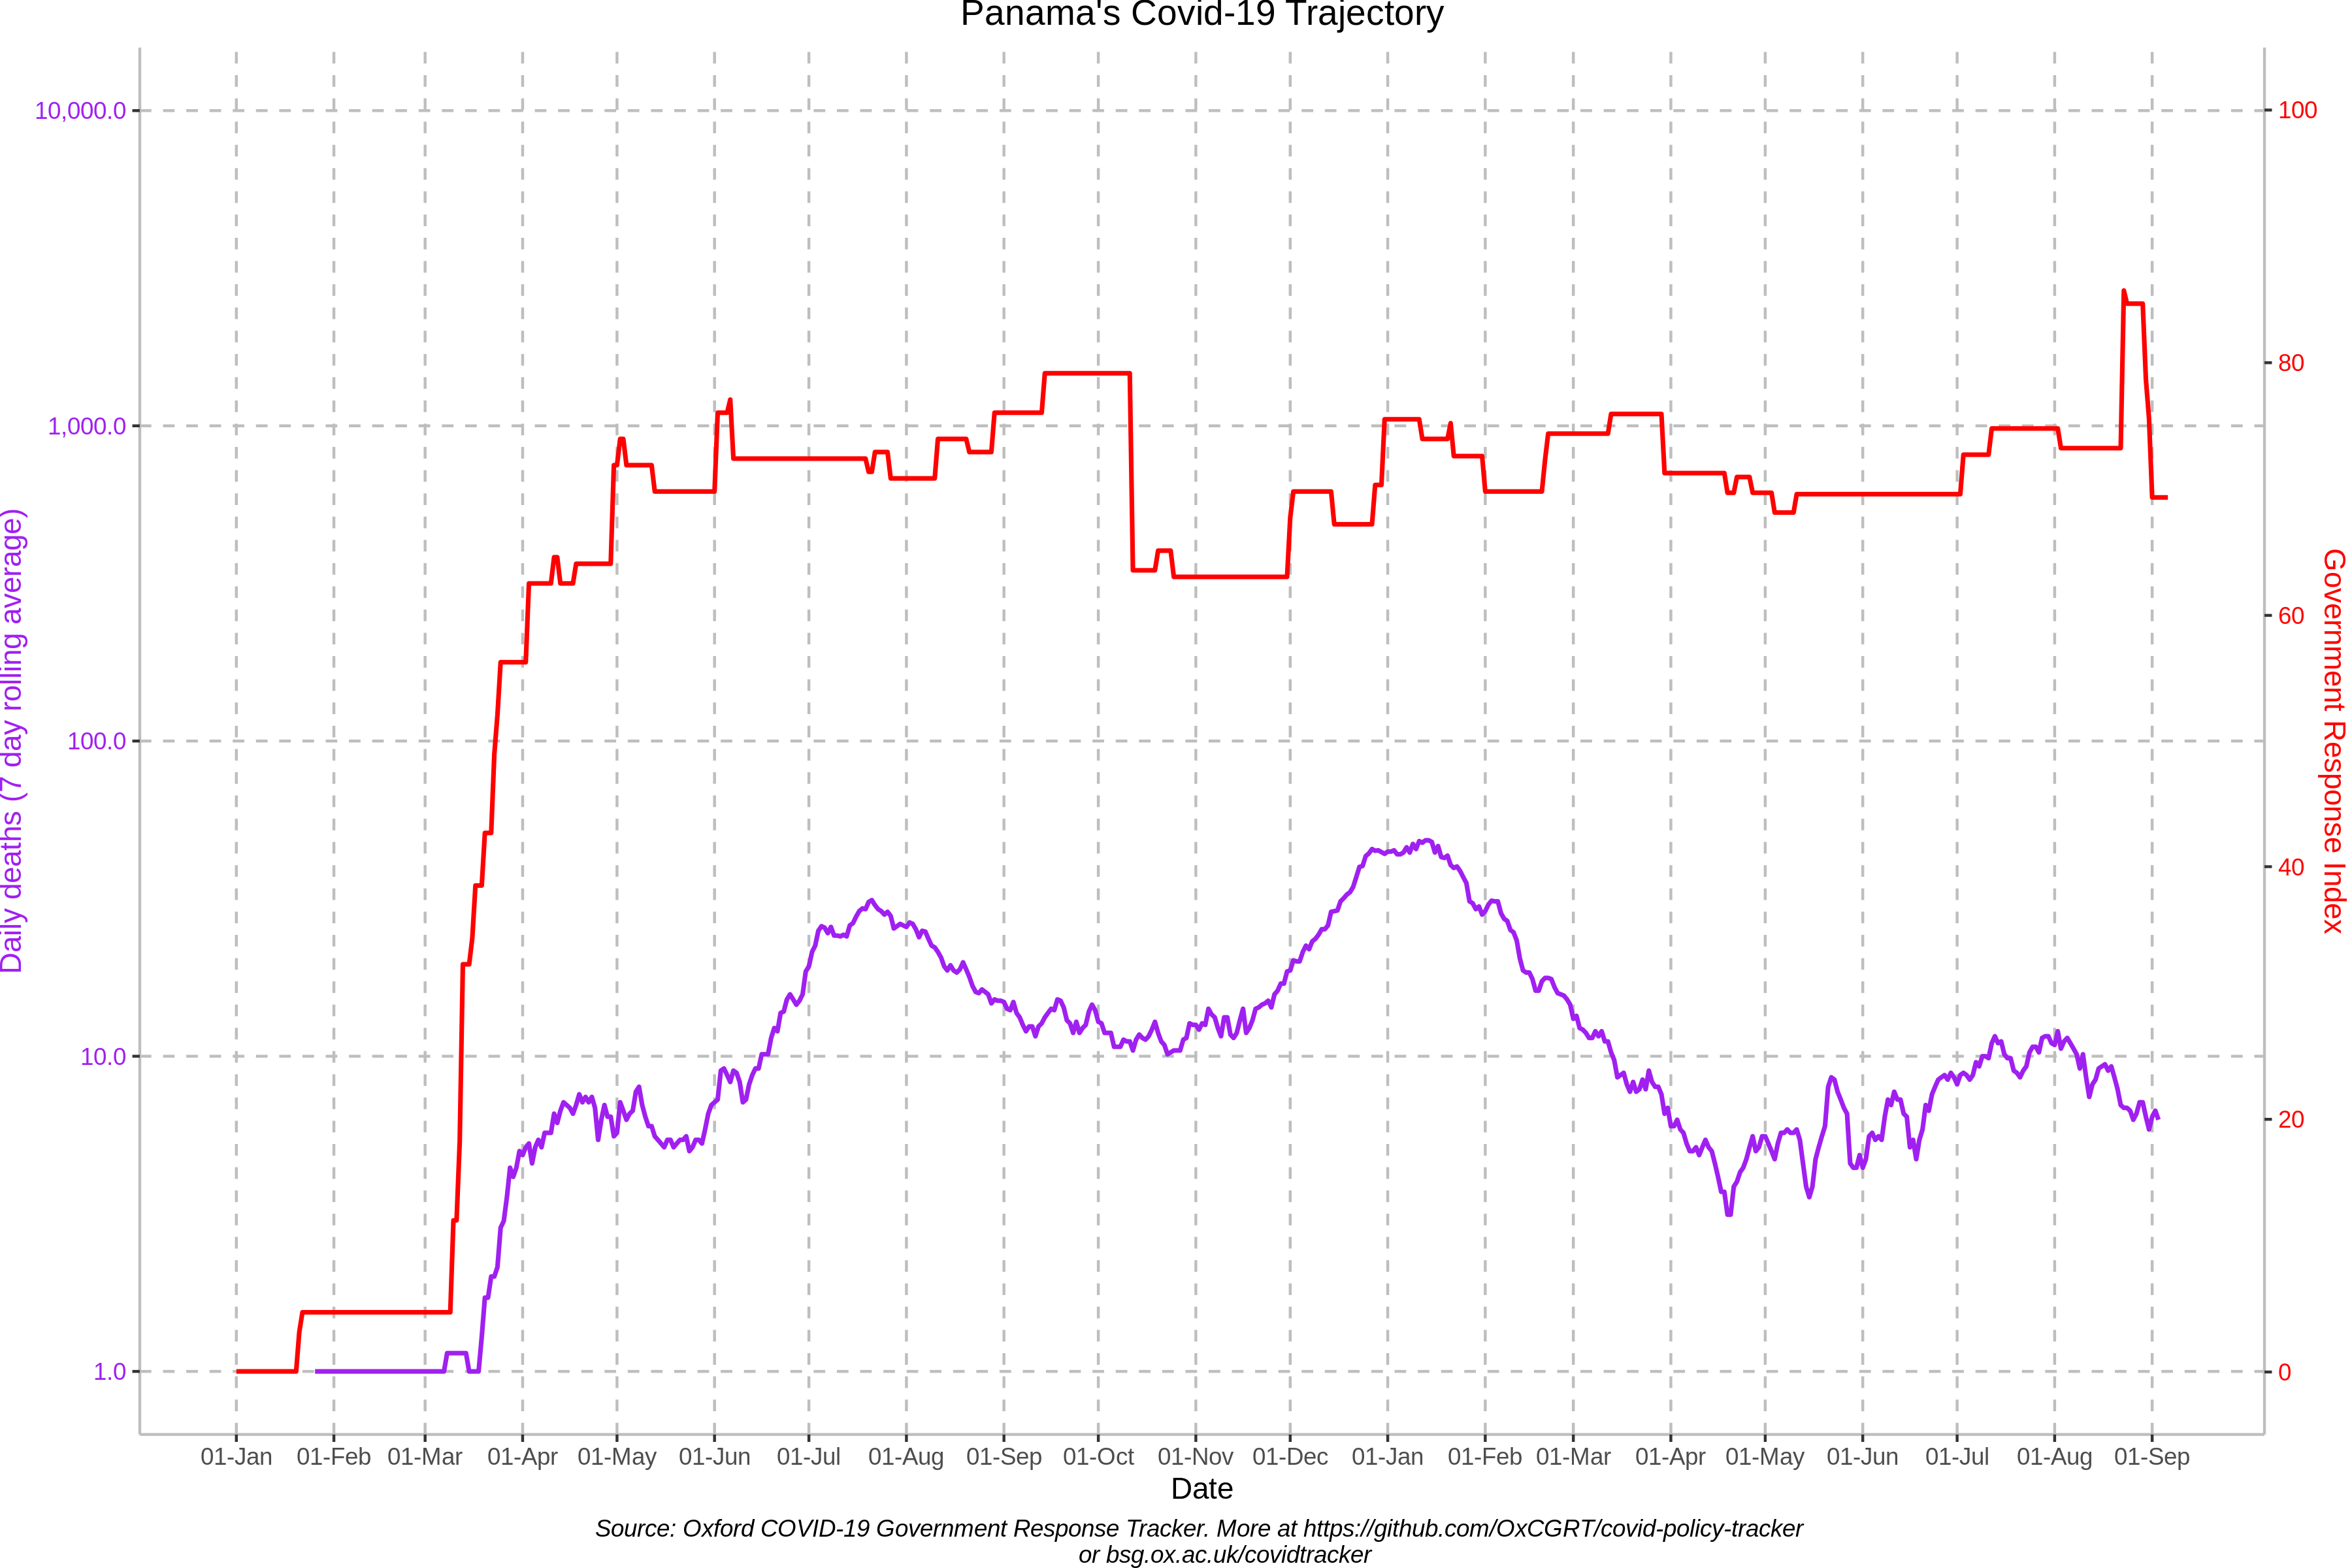 Panama's Covid-19 Trajectory
10,000.0
1,000.0
100.0
10.0
1.0
Daily deaths (7 day rolling average)
100
80
60
40
20
0
Government Response Index
01-Jan 01-Feb 01-Mar 01-Apr 01-May 01-Jun 01-Jul 01-Aug 01-Sep 01-Oct 01-Nov 01-Dec 01-Jan 01-Feb 01-Mar 01-Apr 01-May 01-Jun 01-Jul 01-Aug 01-Sep
Date
Source: Oxford COVID-19 Government Response Tracker. More at https://github.com/OxCGRT/covid-policy-tracker
or bsg.ox.ac.uk/covidtracker